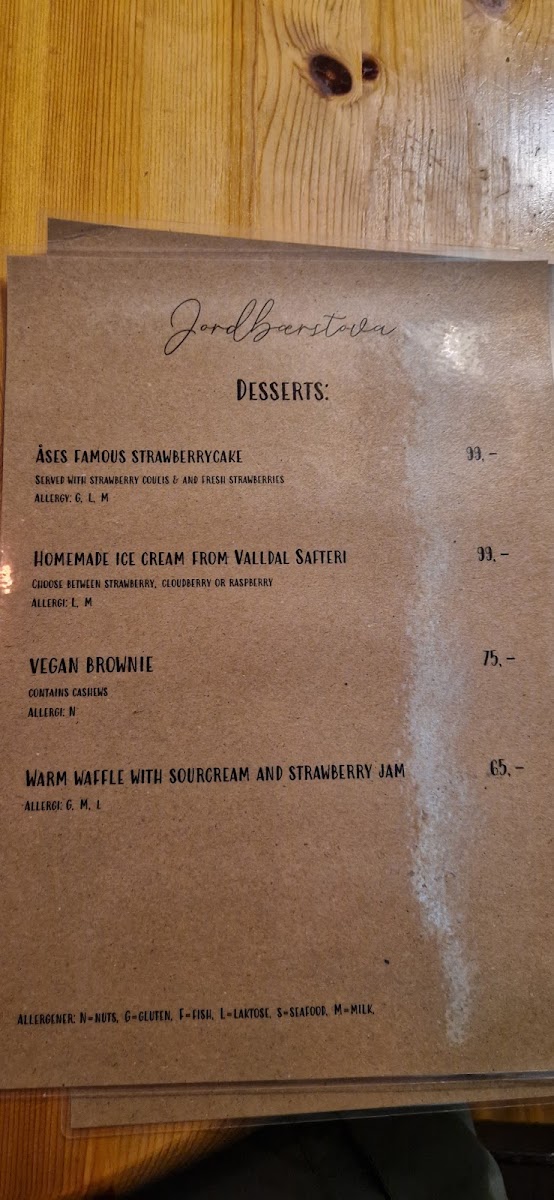 Jordbærstova
DESSERTS:
ÅSES FAMOUS STRAWBERRYCAKE 99,-
SERVED WITH STRAWBERRY COULIS & AND FRESH STRAWBERRIES
ALLERGY: G, L, M
HOMEMADE ICE CREAM FROM VALLDAL SAFTERI 99,-
CHOOSE BETWEEN STRAWBERRY, CLOUDBERRY OR RASPBERRY
ALLERGI: L, M
VEGAN BROWNIE 75,-
CONTAINS CASHEWS
ALLERGI: N
WARM WAFFLE WITH SOURCREAM AND STRAWBERRY JAM 65,-
ALLERGI: G, M, L
ALLERGENER: N=NUTS, G=GLUTEN, F=FISH, L=LAKTOSE, S=SEAFOOD, M=MILK,